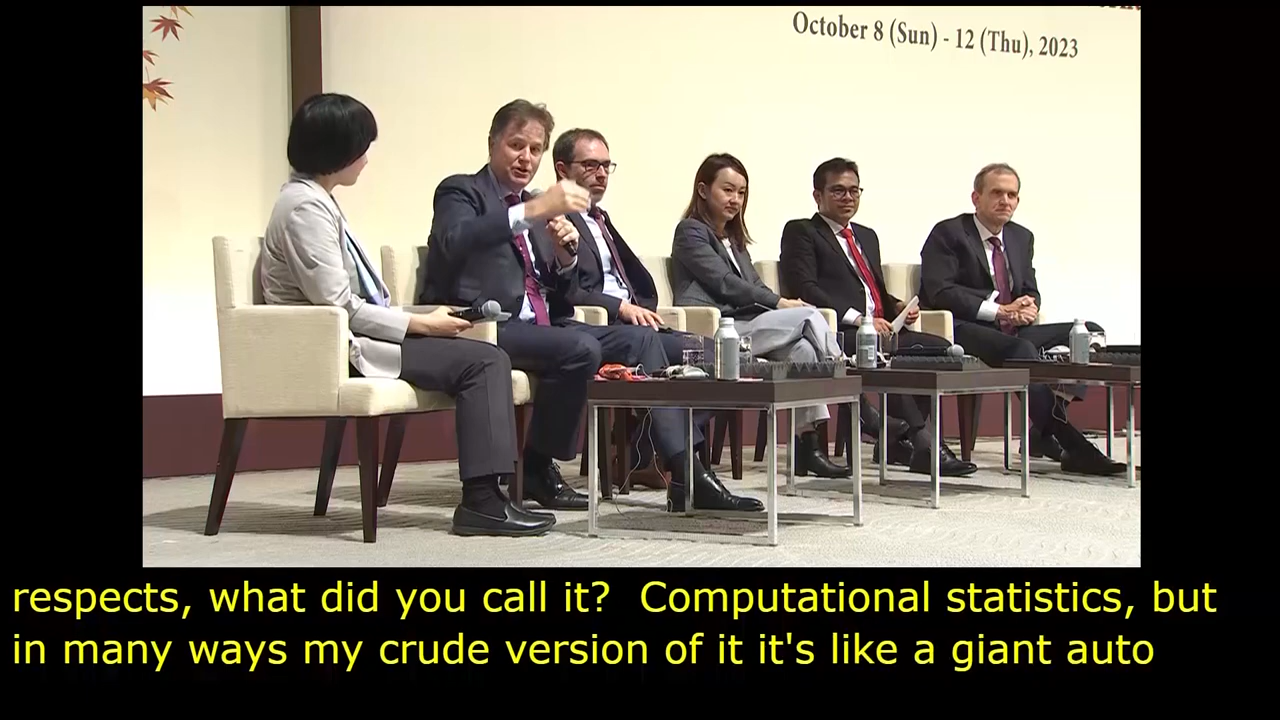 October 8 (Sun) - 12 (Thu), 2023
respects, what did you call it?  Computational statistics, but
in many ways my crude version of it it's like a giant auto